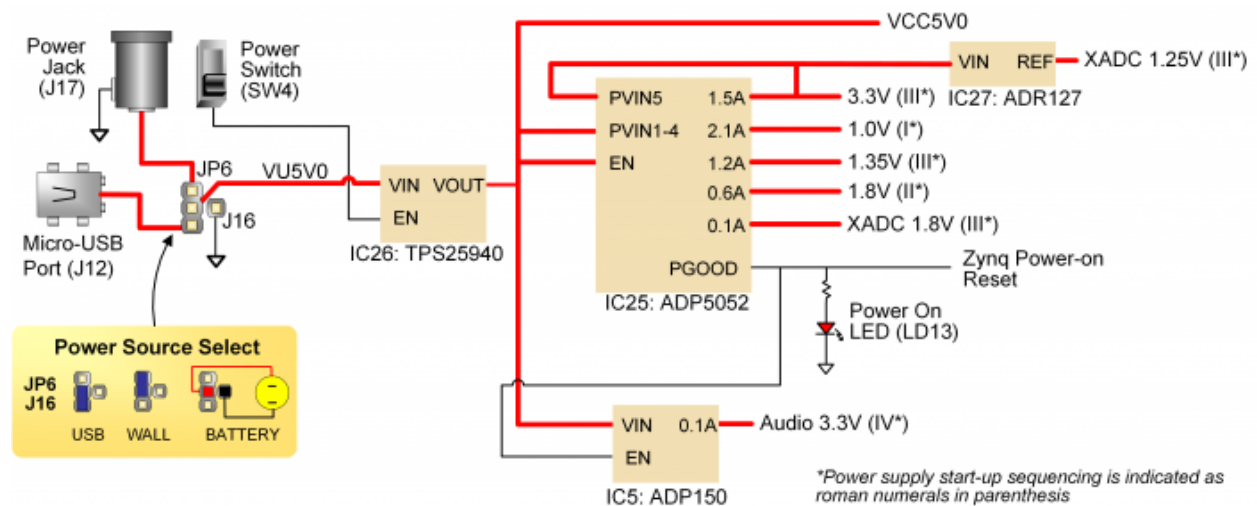 Power
Jack
(J17)
Power
Switch
(SW4)
JP6
VU5V0
J16
Micro-USB
Port (J12)
VIN VOUT
EN
IC26: TPS25940
VCC5V0
VIN REF
IC27: ADR127
XADC 1.25V (III*)
PVIN5 1.5A
PVIN1-4 2.1A
EN 1.2A
0.6A
0.1A
PGOOD
IC25: ADP5052
3.3V (III*)
1.0V (I*)
1.35V (III*)
1.8V (II*)
XADC 1.8V (III*)
Zynq Power-on
Reset
Power On
LED (LD13)
Power Source Select
JP6
J16
USB WALL BATTERY
VIN 0.1A
EN
IC5: ADP150
Audio 3.3V (IV*)
*Power supply start-up sequencing is indicated as
roman numerals in parenthesis